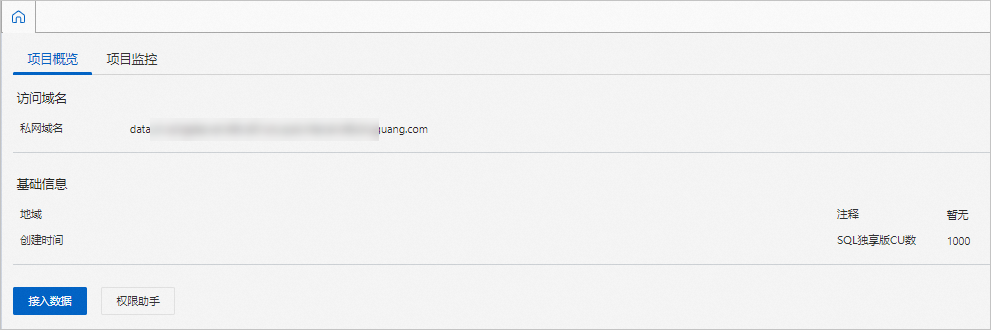 项目概览 项目监控
访问域名
私网域名 data uang.com
基础信息
地域 注释 暂无
创建时间 SQL独享版CU数 1000
接入数据 权限助手